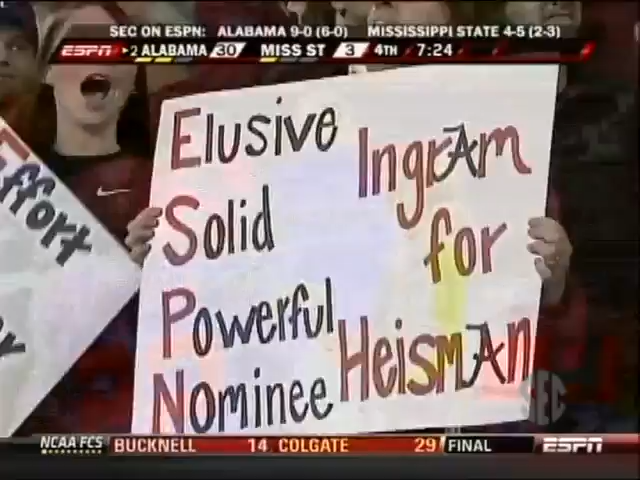 SEC ON ESPN: ALABAMA 9-0 (6-0) MISSISSIPPI STATE 4-5 (2-3)
ESPN 2 ALABAMA 30 MISS ST 3 4TH 7:24
Elusive
Solid
Powerful
Nominee
Ingram
for
Heisman
Effort
SEC
NCAA FCS BUCKNELL 14 COLGATE 29 FINAL ESPN